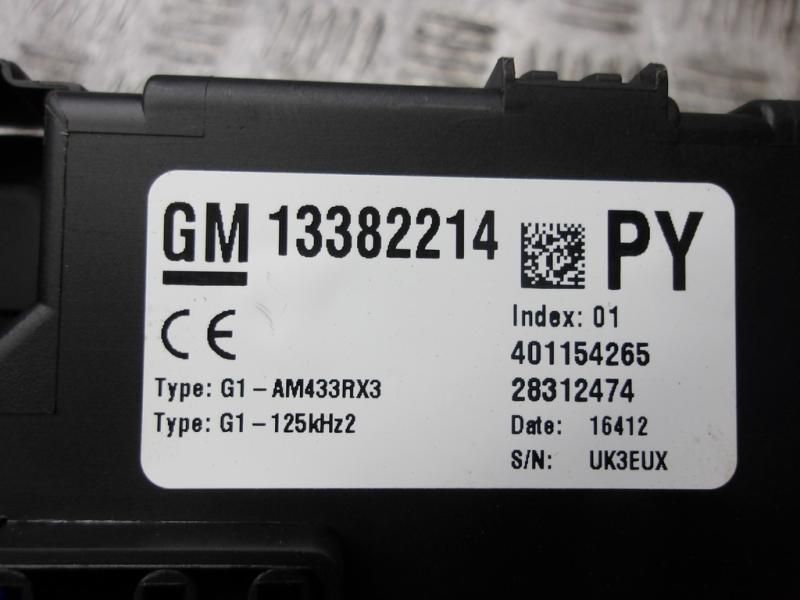 GM 13382214 PY
CE
Index: 01
401154265
Type: G1-AM433RX3
28312474
Type: G1-125kHz2
Date: 16412
S/N: UK3EUX